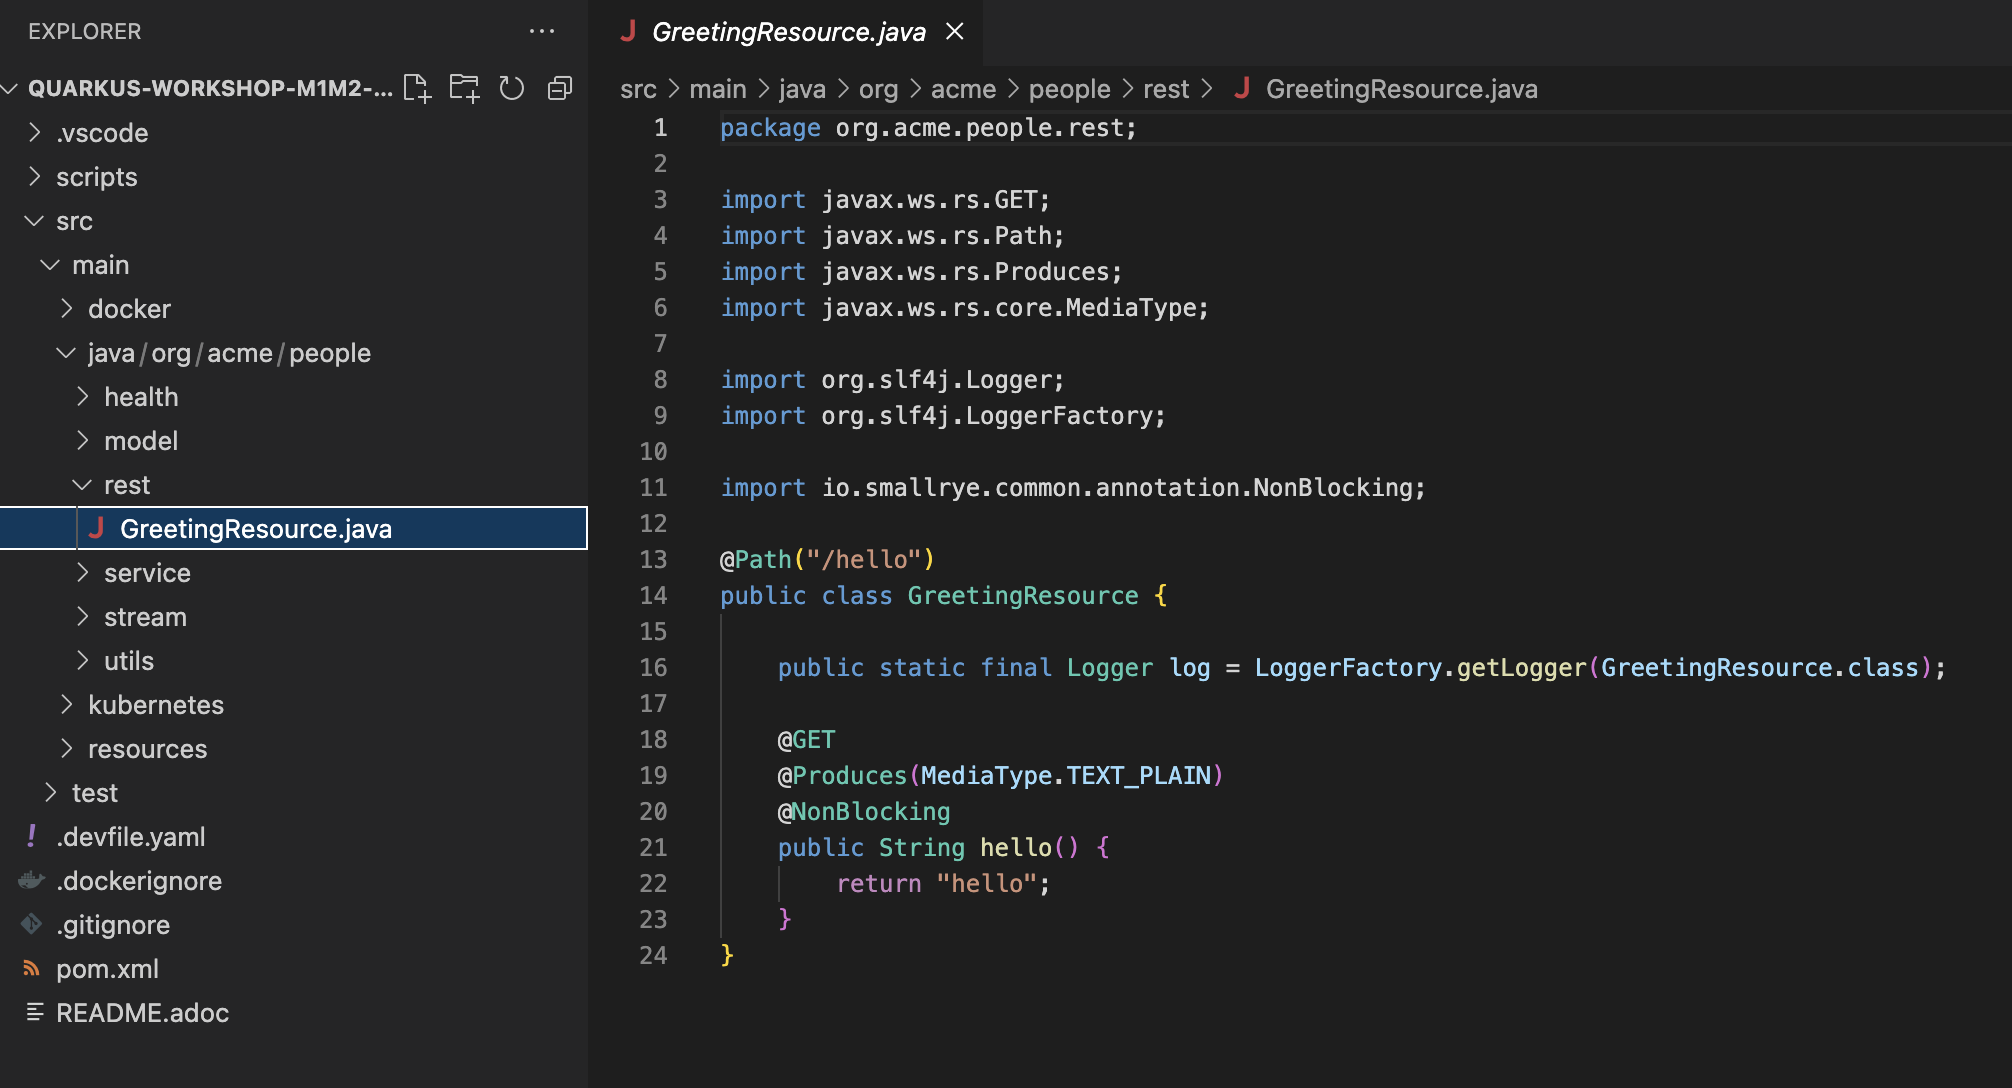 EXPLORER
QUARKUS-WORKSHOP-M1M2-...
.vscode
scripts
src
main
docker
java/org/acme/people
health
model
rest
GreetingResource.java
service
stream
utils
kubernetes
resources
test
.devfile.yaml
.dockerignore
.gitignore
pom.xml
README.adoc
GreetingResource.java
src > main > java > org > acme > people > rest > GreetingResource.java
1 package org.acme.people.rest;
2
3 import javax.ws.rs.GET;
4 import javax.ws.rs.Path;
5 import javax.ws.rs.Produces;
6 import javax.ws.rs.core.MediaType;
7
8 import org.slf4j.Logger;
9 import org.slf4j.LoggerFactory;
10
11 import io.smallrye.common.annotation.NonBlocking;
12
13 @Path("/hello")
14 public class GreetingResource {
15
16 public static final Logger log = LoggerFactory.getLogger(GreetingResource.class);
17
18 @GET
19 @Produces(MediaType.TEXT_PLAIN)
20 @NonBlocking
21 public String hello() {
22 return "hello";
23 }
24 }